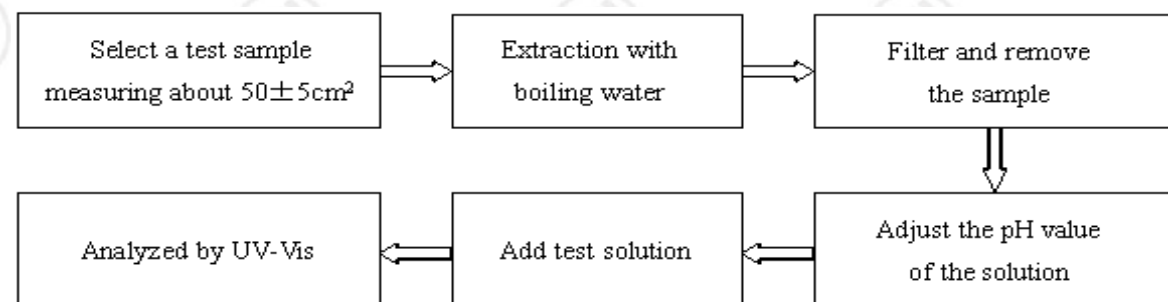 Select a test sample
measuring about 50±5cm²
Extraction with
boiling water
Filter and remove
the sample
Adjust the pH value
of the solution
Add test solution
Analyzed by UV-Vis